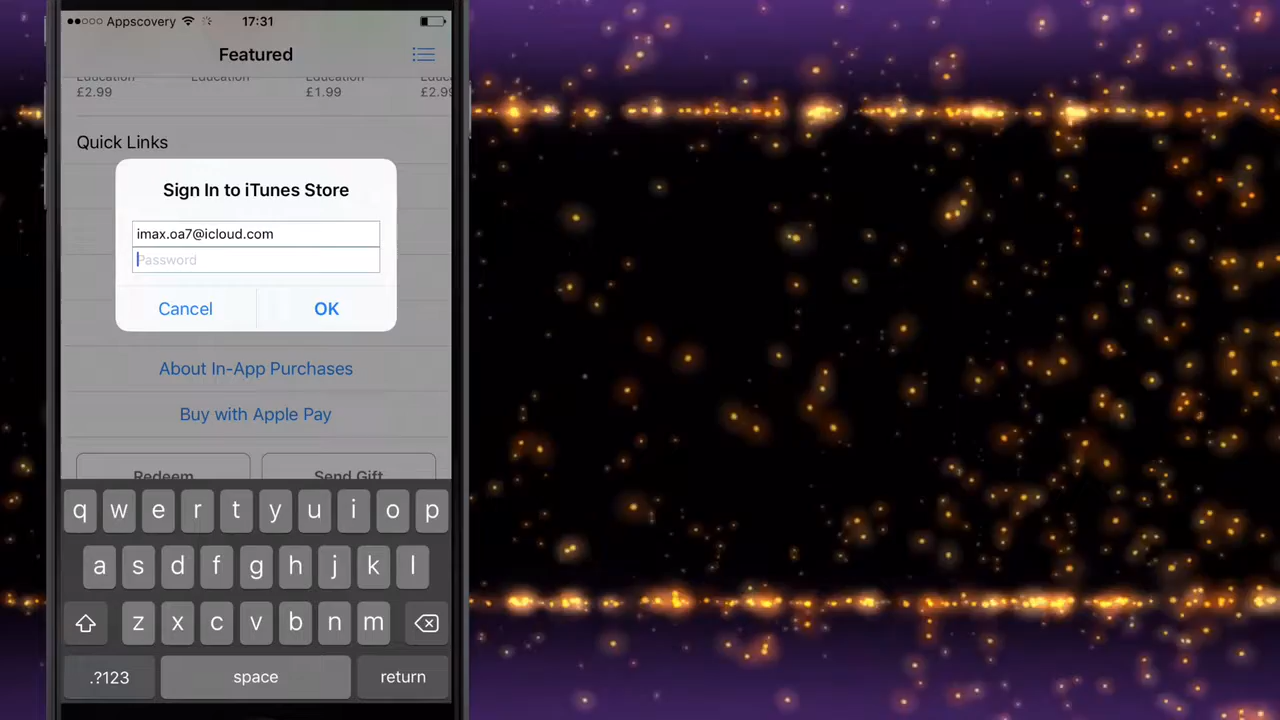 Appscovery 17:31
Featured
Education Education Education Educ
£2.99 £1.99 £2.99
Quick Links
Sign In to iTunes Store
imax.oa7@icloud.com
Password
Cancel OK
About In-App Purchases
Buy with Apple Pay
Redeem Send Gift
q w e r t y u i o p
a s d f g h j k l
z x c v b n m
.?123 space return